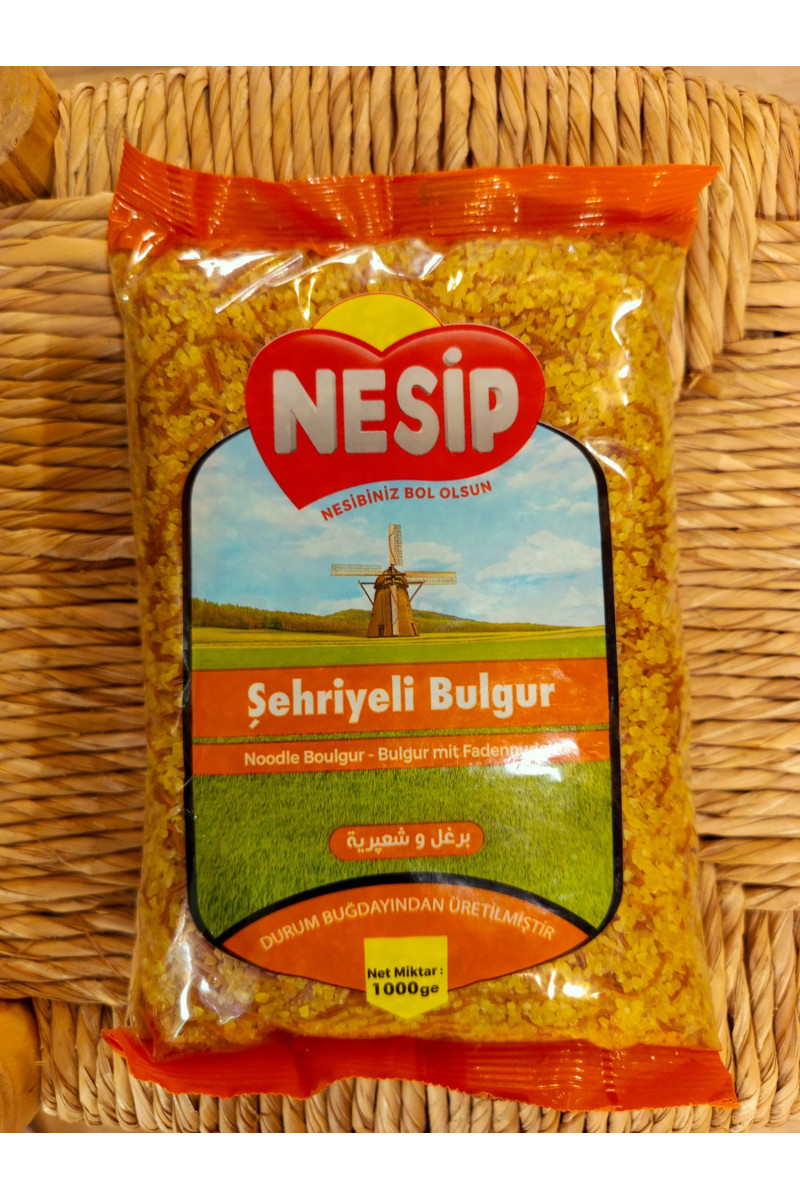 NESİP
NESİBİNİZ BOL OLSUN
Şehriyeli Bulgur
Noodle Boulgur - Bulgur mit
برغل و شعيرية
DURUM BUĞDAYINDAN ÜRETİLMİŞTİR
Net Miktar :
1000ge